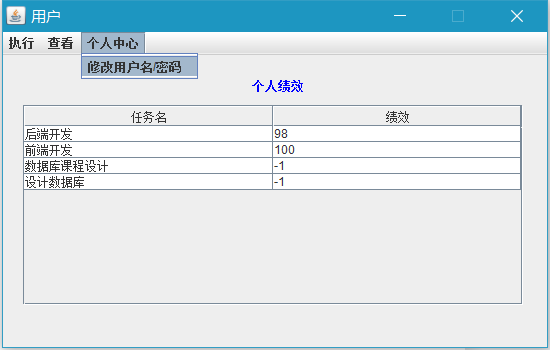 用户
执行 查看 个人中心
修改用户名/密码
个人绩效
任务名 绩效
后端开发 98
前端开发 100
数据库课程设计 -1
设计数据库 -1